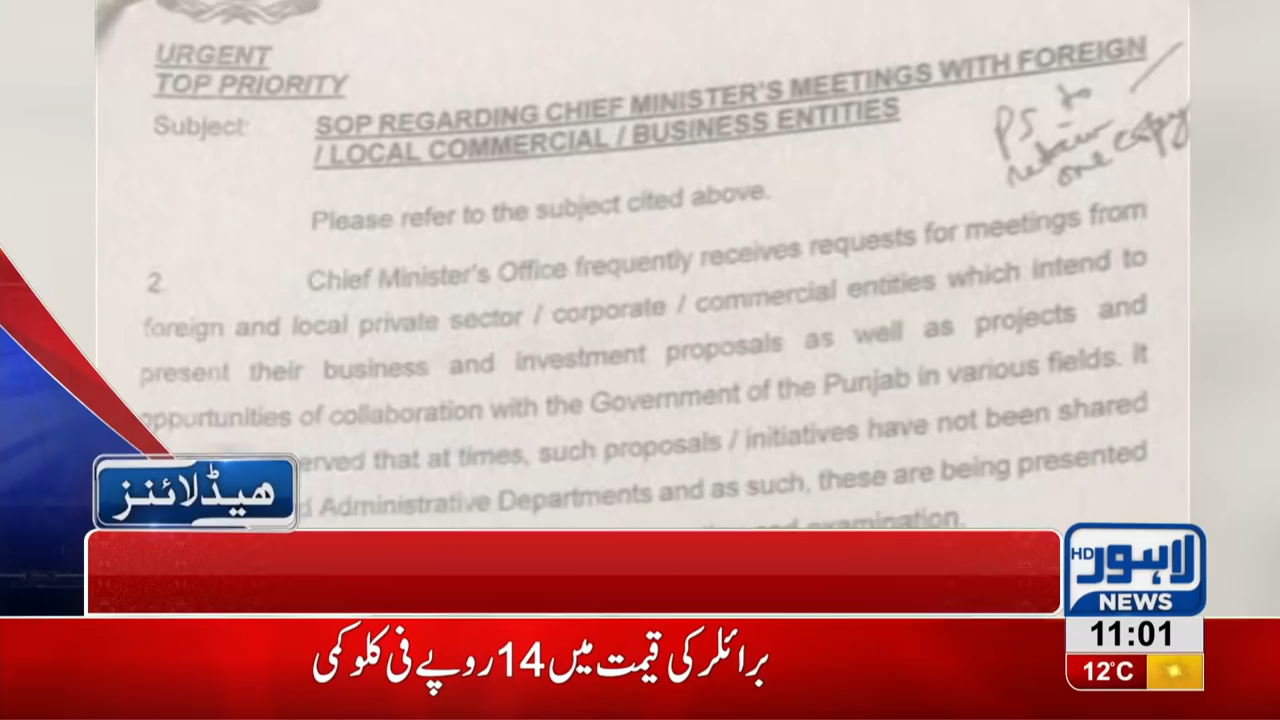 URGENT
TOP PRIORITY
Subject: SOP REGARDING CHIEF MINISTER'S MEETINGS WITH FOREIGN
/ LOCAL COMMERCIAL / BUSINESS ENTITIES
PS to
retain
one copy
Please refer to the subject cited above.
2. Chief Minister's Office frequently receives requests for meetings from
foreign and local private sector / corporate / commercial entities which intend to
present their business and investment proposals as well as projects and
opportunities of collaboration with the Government of the Punjab in various fields. It
erved that at times, such proposals / initiatives have not been shared
d Administrative Departments and as such, these are being presented
and examination.
ھیڈلائنز
HD لاہور
NEWS
11:01
12°C
برائلر کی قیمت میں 14 روپے فی کلو کمی